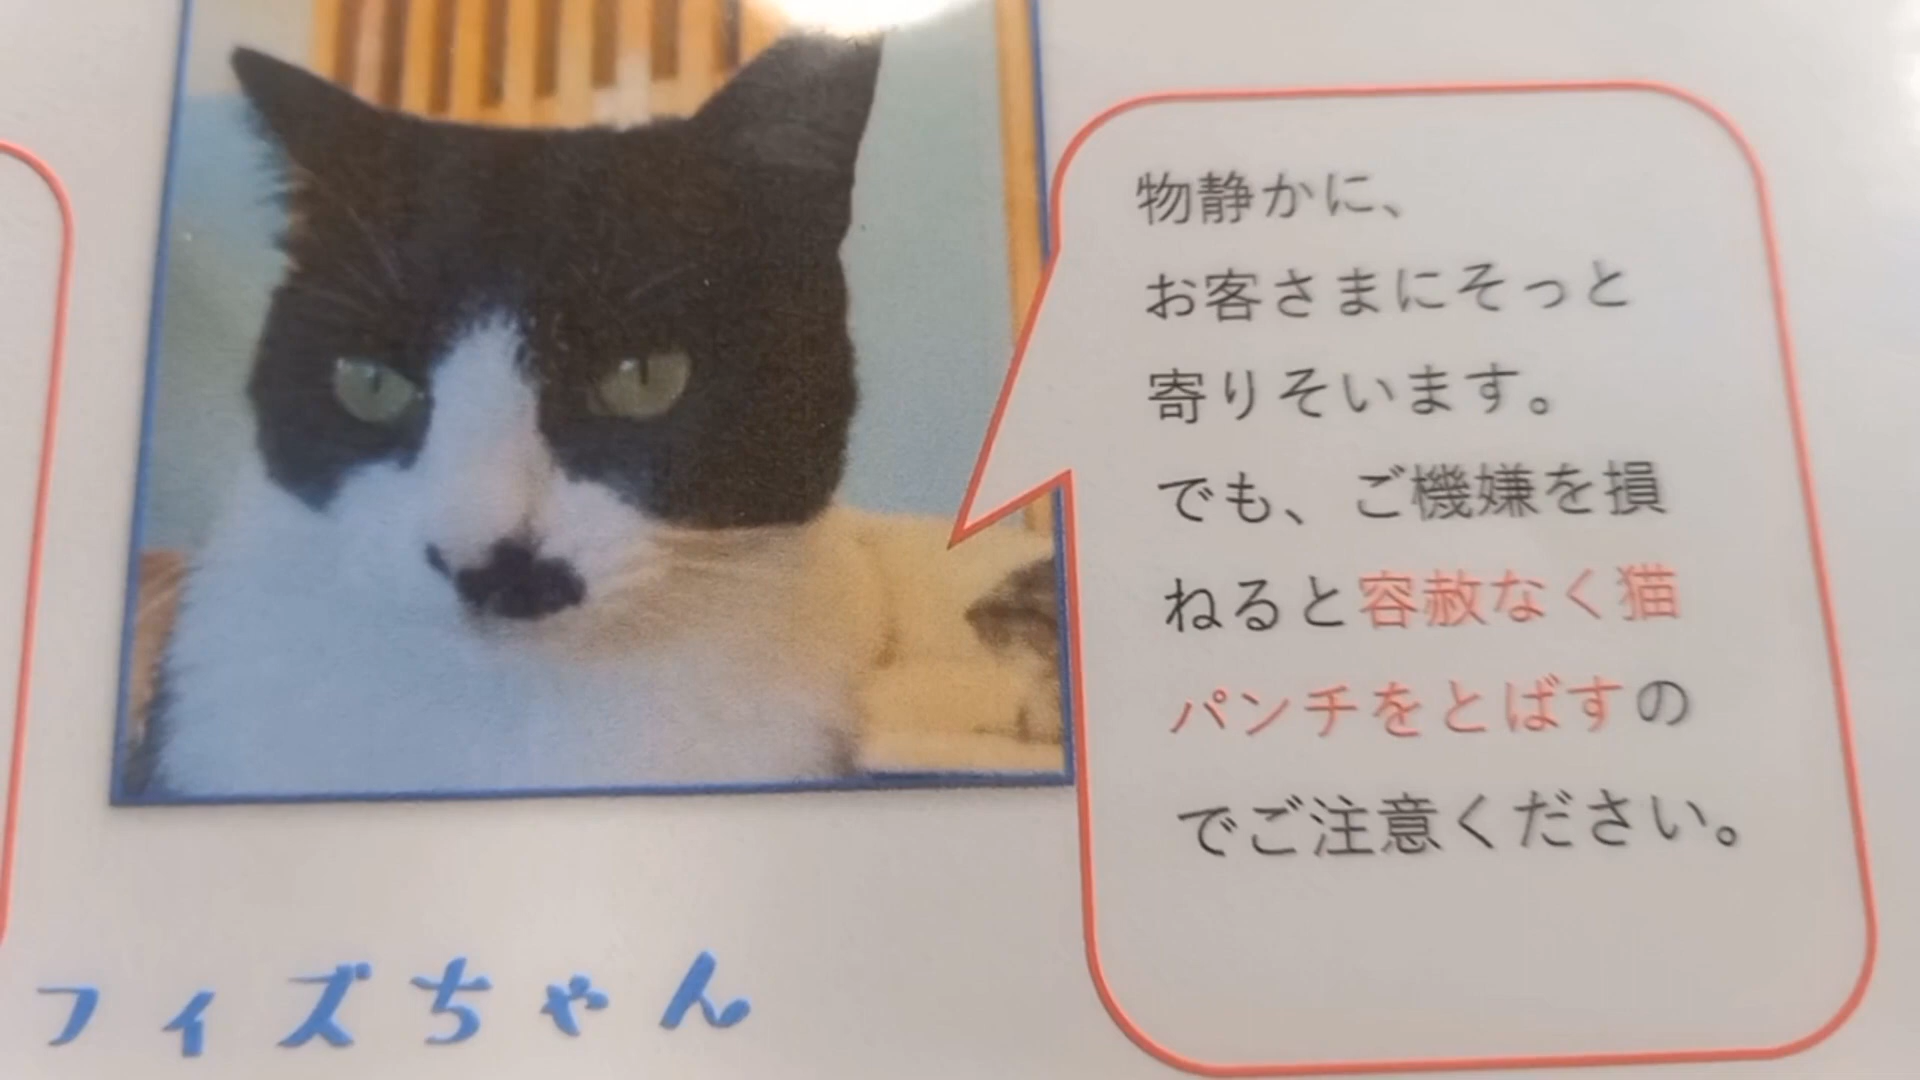 物静かに、
お客さまにそっと
寄りそいます。
でも、ご機嫌を損
ねると容赦なく猫
パンチをとばすの
でご注意ください。
フィズちゃん